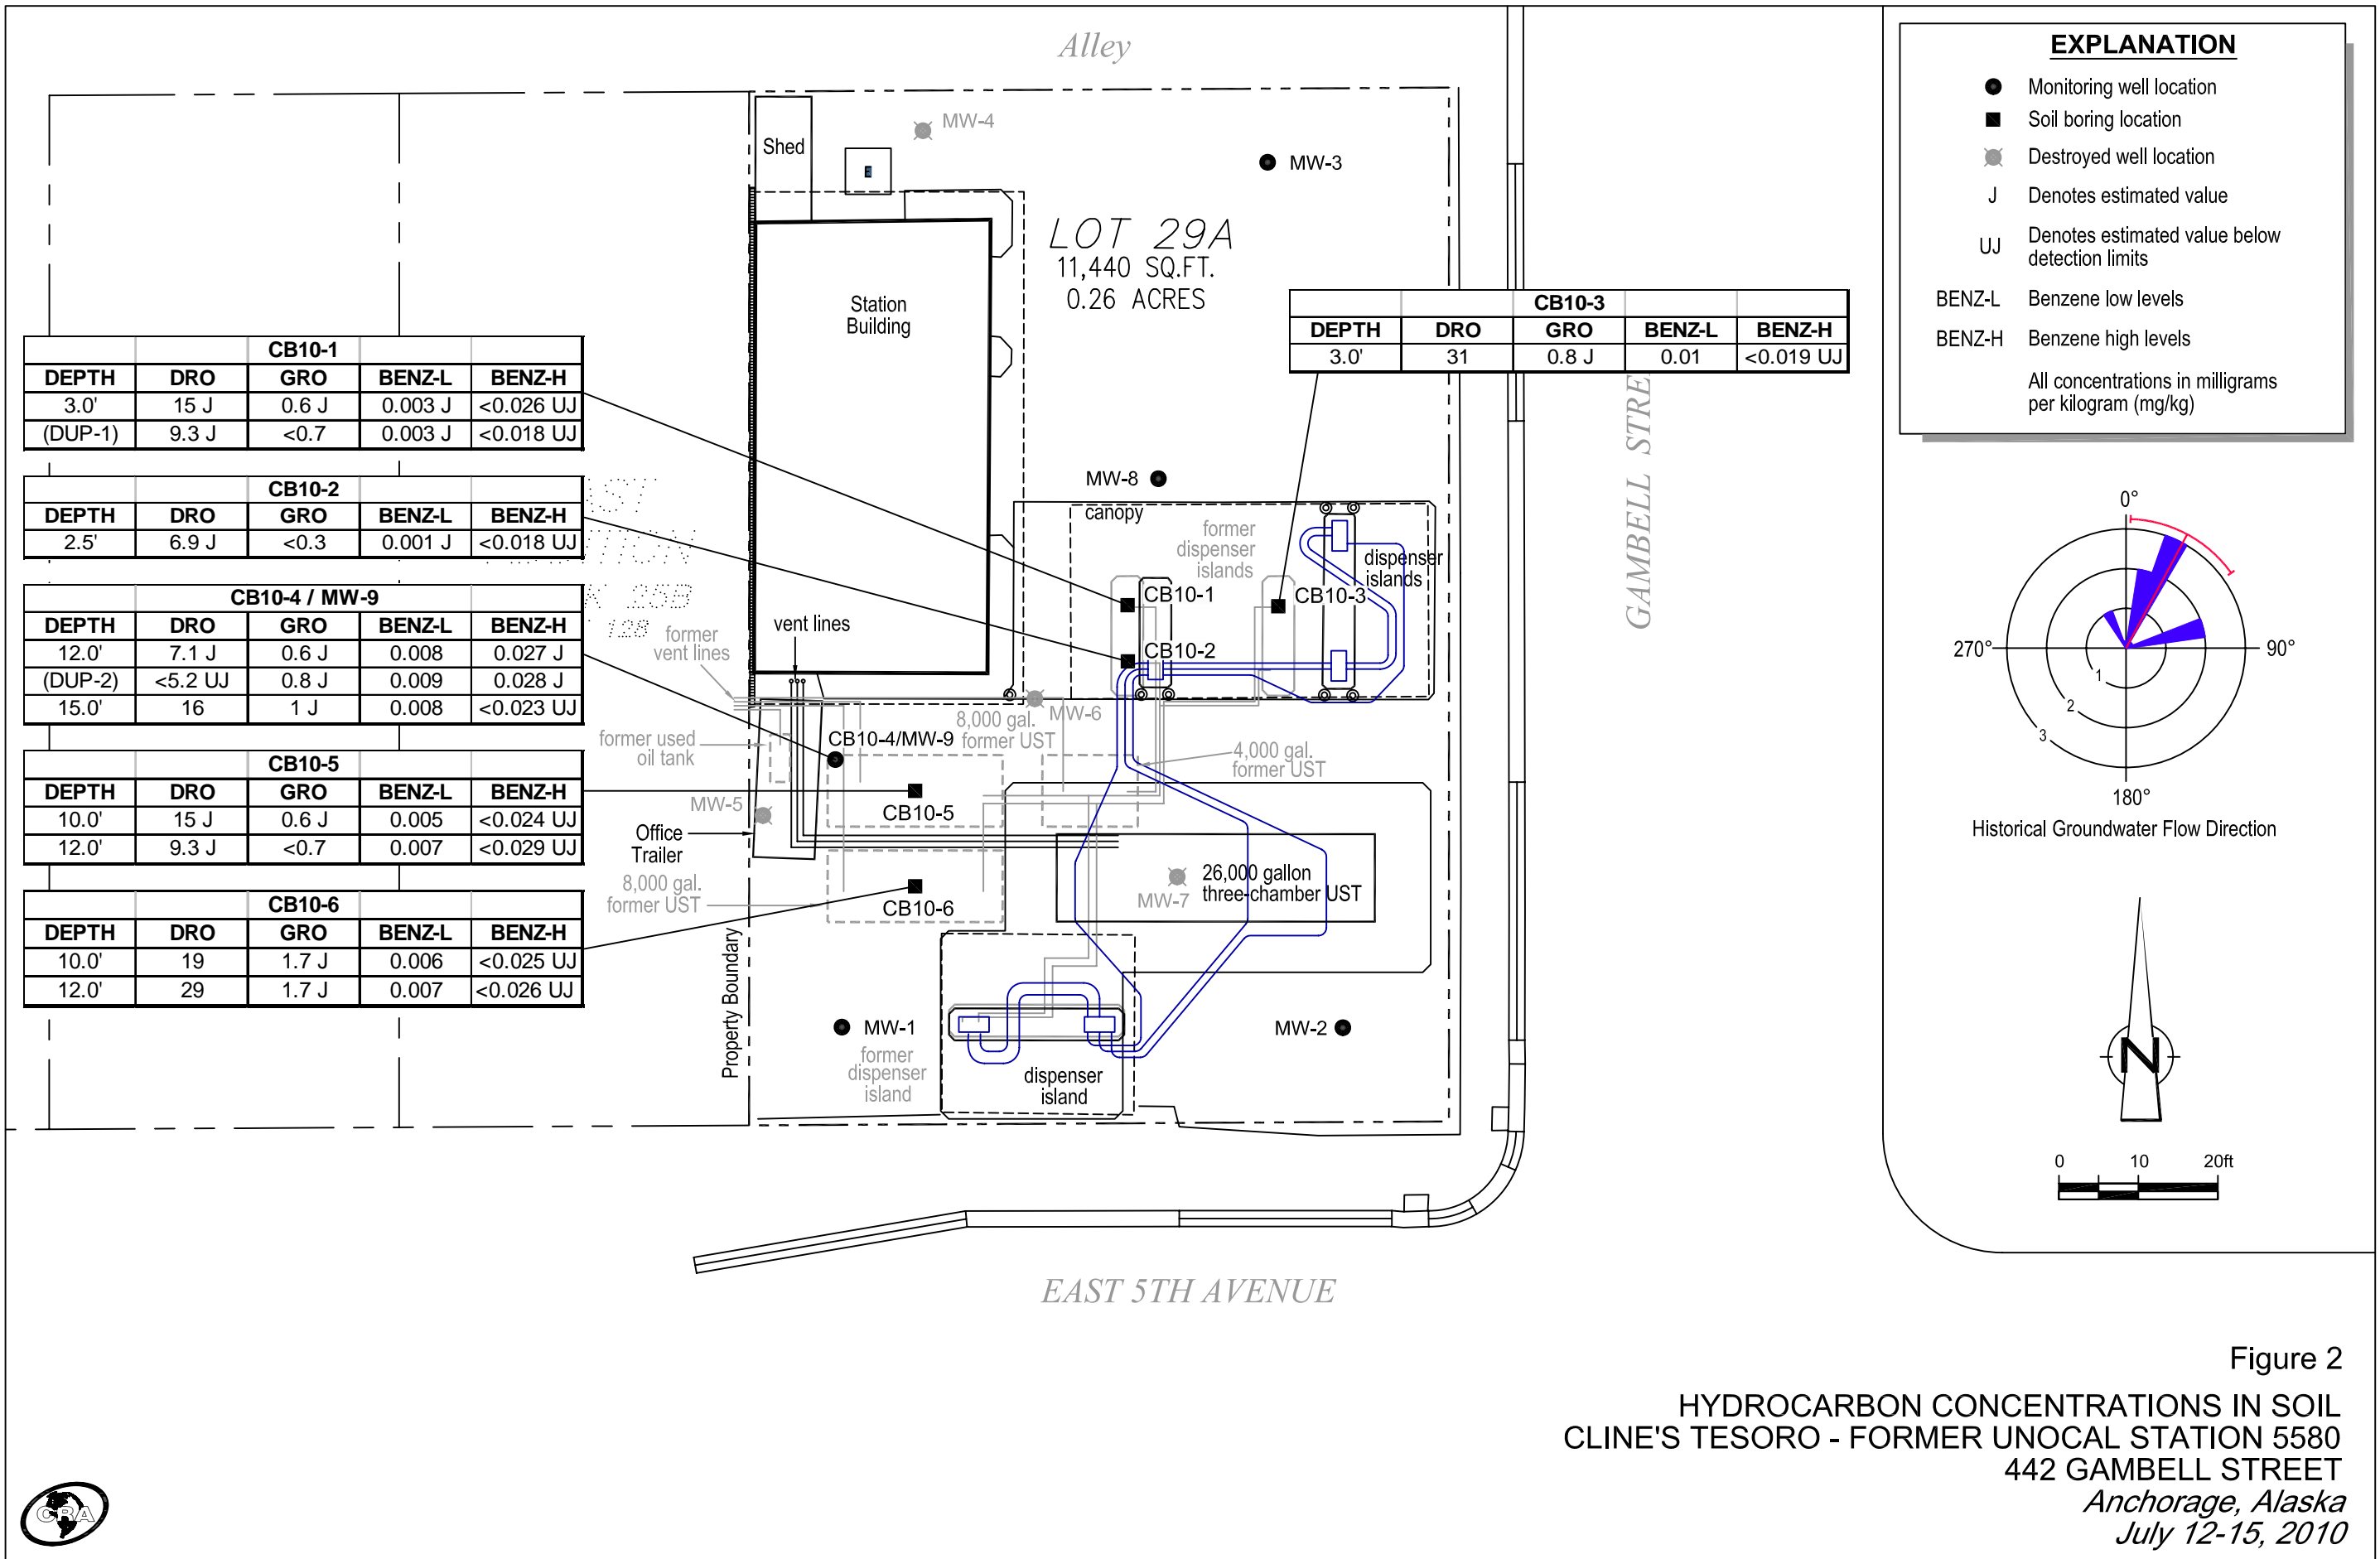 Alley
EXPLANATION
Monitoring well location
Soil boring location
Destroyed well location
J Denotes estimated value
UJ Denotes estimated value below
detection limits
BENZ-L Benzene low levels
BENZ-H Benzene high levels
All concentrations in milligrams
per kilogram (mg/kg)
MW-4
Shed
MW-3
LOT 29A
11,440 SQ.FT.
0.26 ACRES
Station
Building
CB10-3
DEPTH DRO GRO BENZ-L BENZ-H
3.0' 31 0.8 J 0.01 <0.019 UJ
CB10-1
DEPTH DRO GRO BENZ-L BENZ-H
3.0' 15 J 0.6 J 0.003 J <0.026 UJ
(DUP-1) 9.3 J <0.7 0.003 J <0.018 UJ
CB10-2
DEPTH DRO GRO BENZ-L BENZ-H
2.5' 6.9 J <0.3 0.001 J <0.018 UJ
CB10-4 / MW-9
DEPTH DRO GRO BENZ-L BENZ-H
12.0' 7.1 J 0.6 J 0.008 0.027 J
(DUP-2) <5.2 UJ 0.8 J 0.009 0.028 J
15.0' 16 1 J 0.008 <0.023 UJ
CB10-5
DEPTH DRO GRO BENZ-L BENZ-H
10.0' 15 J 0.6 J 0.005 <0.024 UJ
12.0' 9.3 J <0.7 0.007 <0.029 UJ
CB10-6
DEPTH DRO GRO BENZ-L BENZ-H
10.0' 19 1.7 J 0.006 <0.025 UJ
12.0' 29 1.7 J 0.007 <0.026 UJ
25B
128
GAMBELL STRE
MW-8
canopy
former
dispenser
islands
dispenser
islands
CB10-1
CB10-3
CB10-2
vent lines
former
vent lines
MW-6
8,000 gal.
former UST
former used
oil tank
CB10-4/MW-9
4,000 gal.
former UST
MW-5
CB10-5
Office
Trailer
8,000 gal.
former UST
CB10-6
MW-7
26,000 gallon
three-chamber UST
Property Boundary
MW-1
MW-2
former
dispenser
island
dispenser
island
0°
270°
90°
180°
1
2
3
Historical Groundwater Flow Direction
N
0 10 20ft
EAST 5TH AVENUE
Figure 2
HYDROCARBON CONCENTRATIONS IN SOIL
CLINE'S TESORO - FORMER UNOCAL STATION 5580
442 GAMBELL STREET
Anchorage, Alaska
July 12-15, 2010
CRA